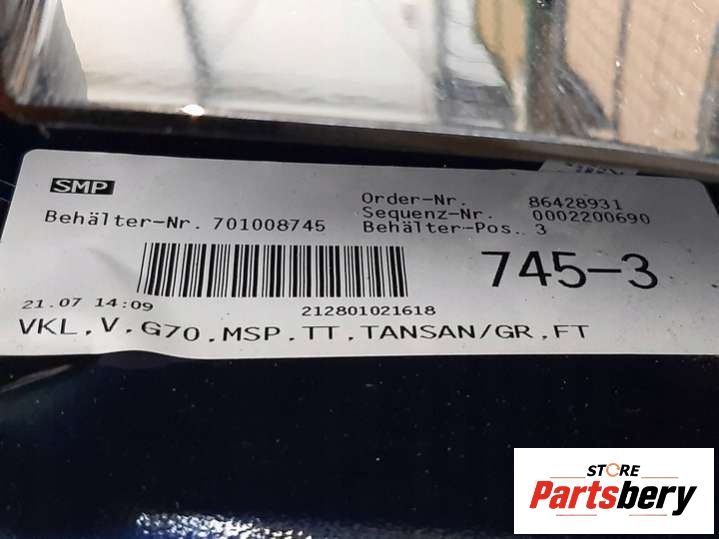 SMP
Order-Nr. 86428931
Behälter-Nr. 701008745 Sequenz-Nr. 0002200690
Behälter-Pos. 3
745-3
21.07 14:09 212801021618
VKL,V,G70,MSP,TT,TANSAN/GR,FT
STORE
Partsbery